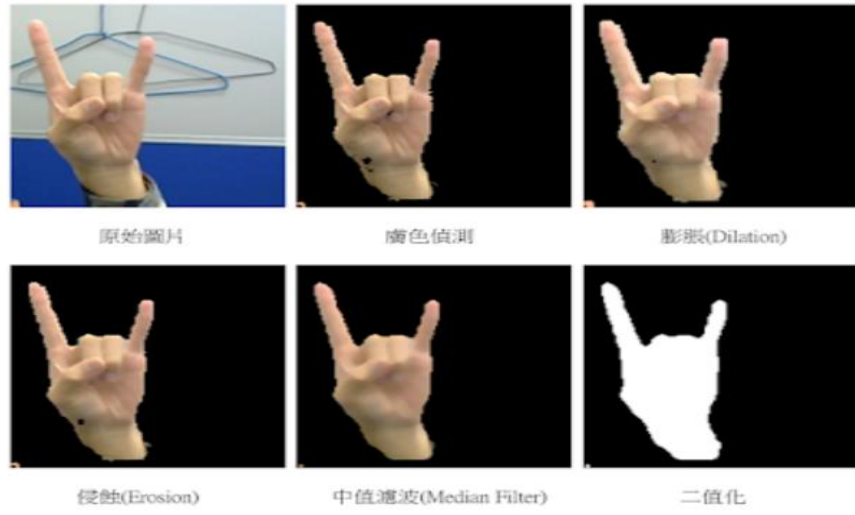 原始圖片
膚色偵測
膨脹(Dilation)
侵蝕(Erosion)
中值濾波(Median Filter)
二值化